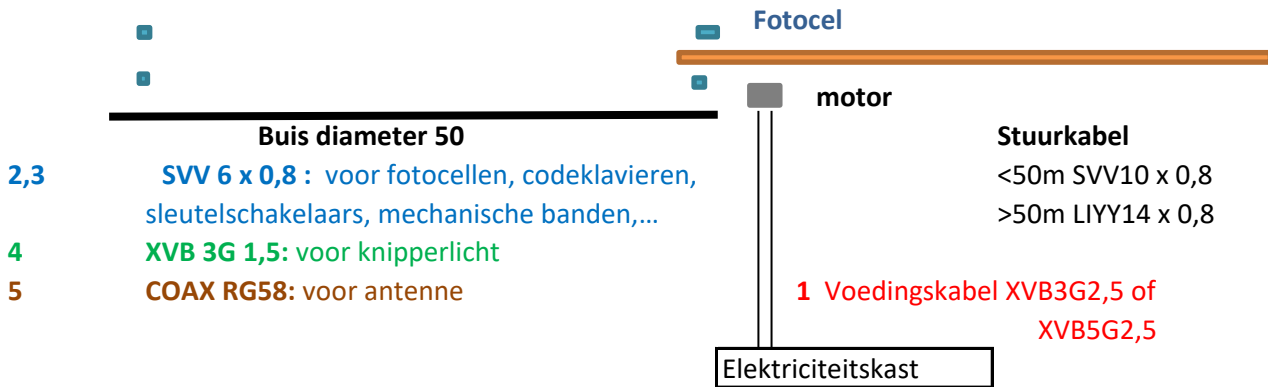 Fotocel
motor
Buis diameter 50
Stuurkabel
2,3 SVV 6 x 0,8 : voor fotocellen, codeklavieren,
<50m SVV10 x 0,8
sleutelschakelaars, mechanische banden,…
>50m LIYY14 x 0,8
4 XVB 3G 1,5: voor knipperlicht
5 COAX RG58: voor antenne
1 Voedingskabel XVB3G2,5 of
XVB5G2,5
Elektriciteitskast